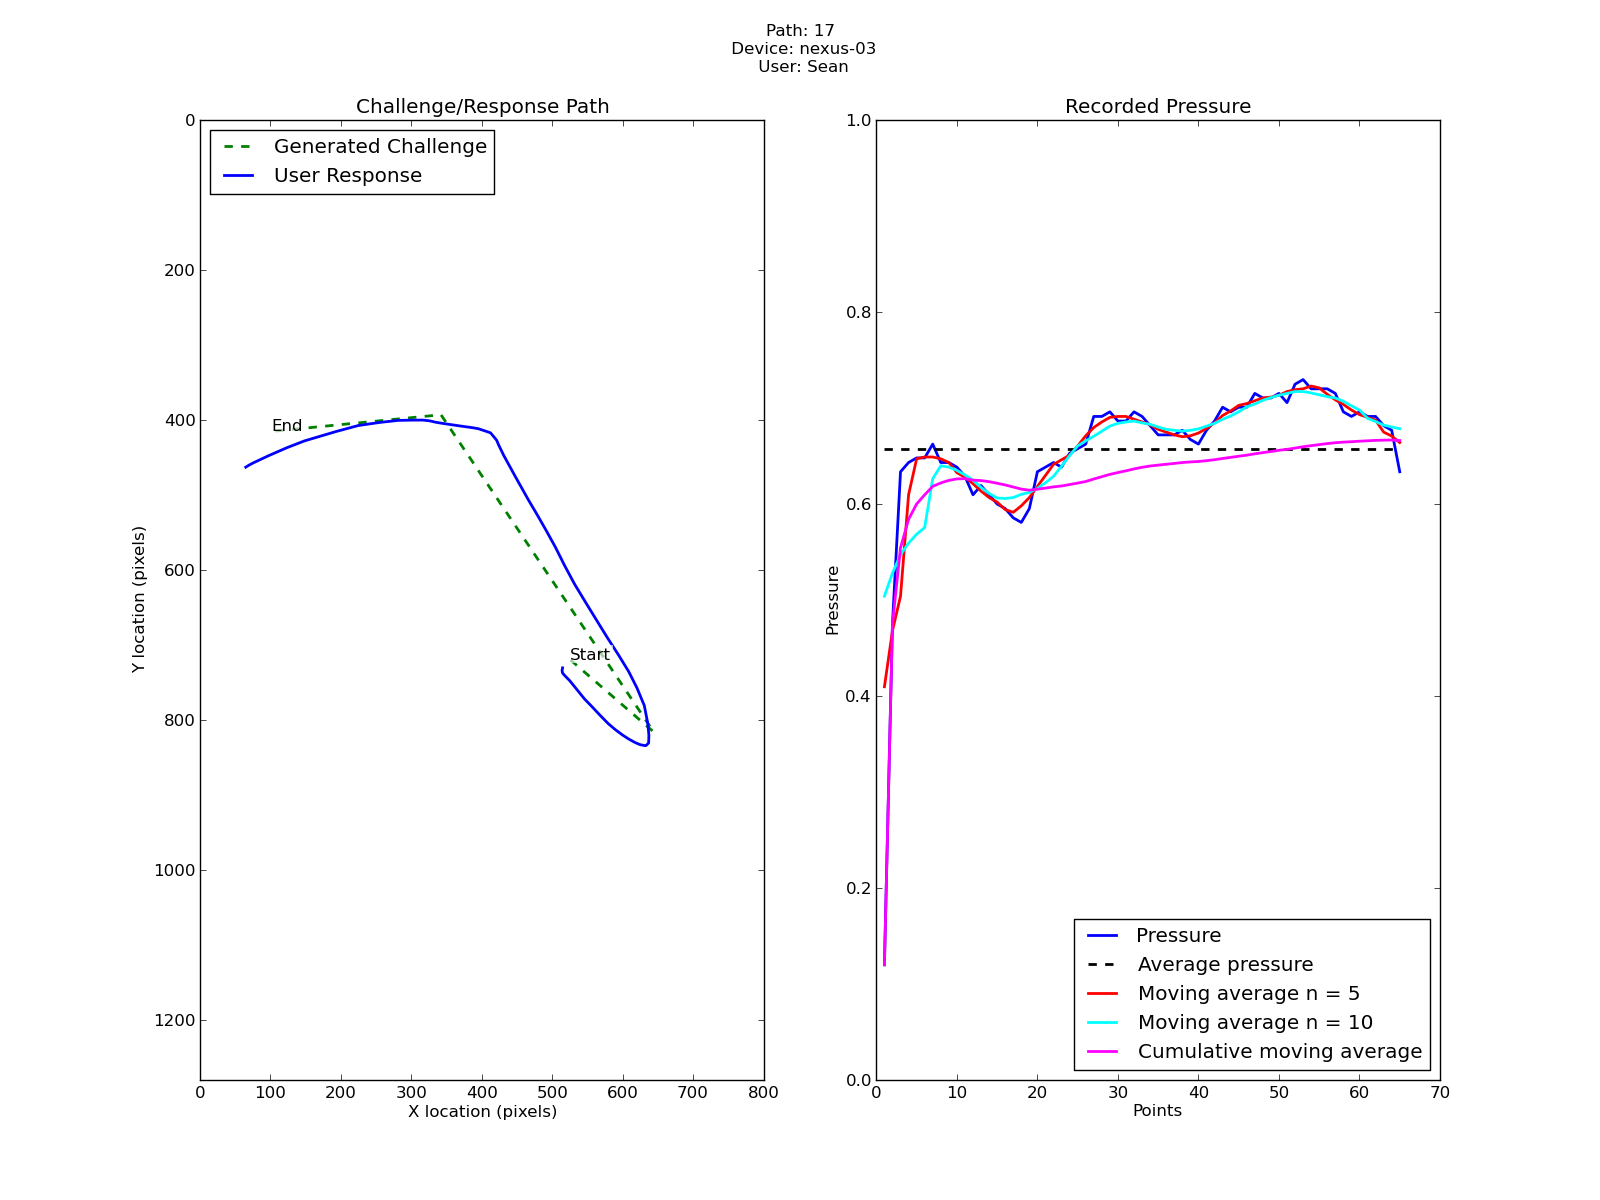 Path: 17
Device: nexus-03
User: Sean
Challenge/Response Path
Generated Challenge
User Response
0
200
400
600
800
1000
1200
Y location (pixels)
End
Start
0 100 200 300 400 500 600 700 800
X location (pixels)
Recorded Pressure
1.0
0.8
0.6
0.4
0.2
0.0
Pressure
Pressure
Average pressure
Moving average n = 5
Moving average n = 10
Cumulative moving average
0 10 20 30 40 50 60 70
Points